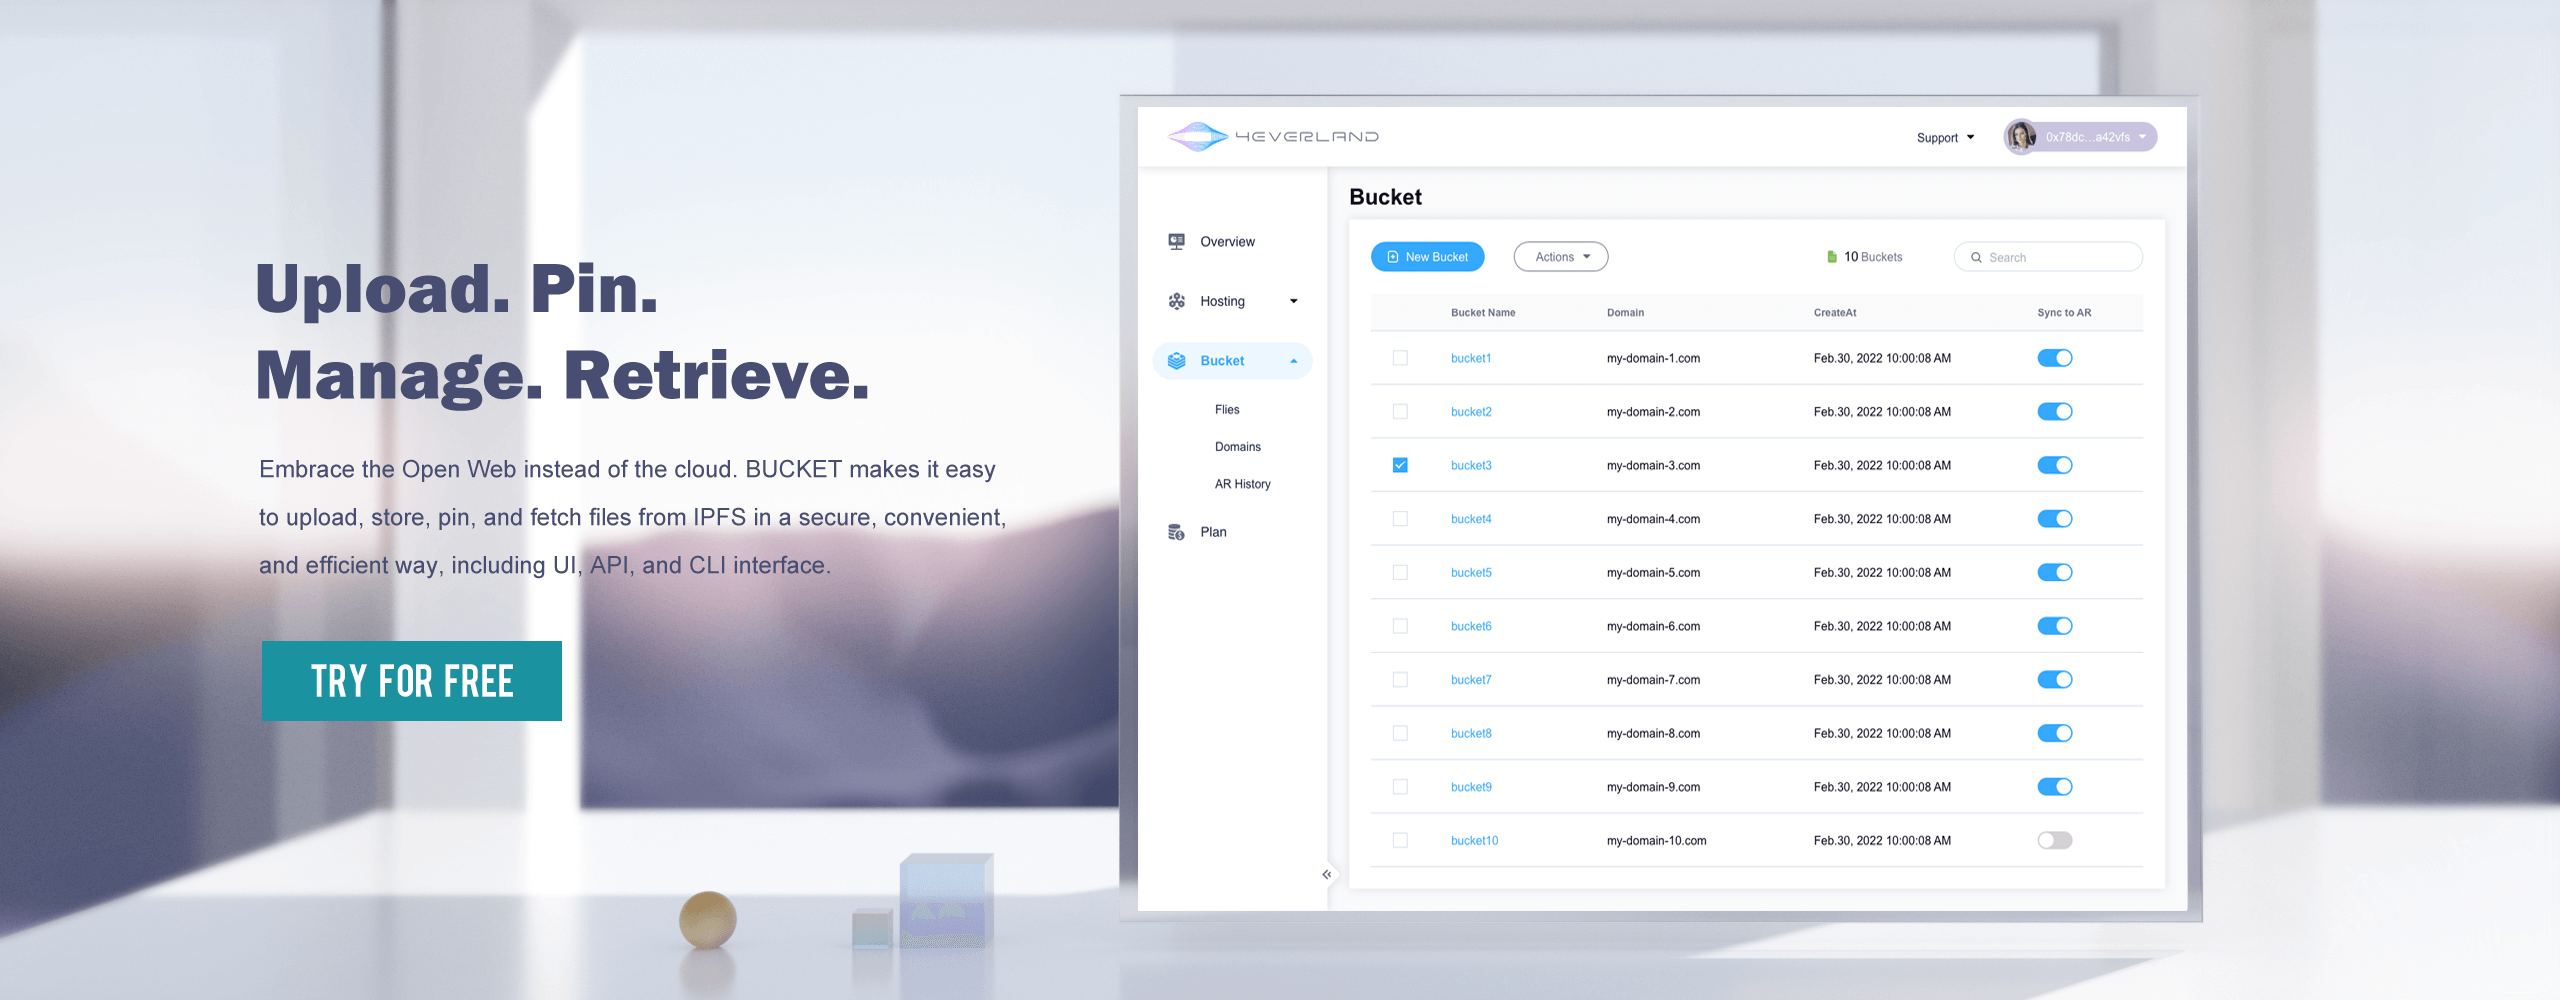 Upload. Pin.
Manage. Retrieve.
Embrace the Open Web instead of the cloud. BUCKET makes it easy
to upload, store, pin, and fetch files from IPFS in a secure, convenient,
and efficient way, including UI, API, and CLI interface.
TRY FOR FREE
4EVERLAND
Support
0x78dc...a42vfs
Overview
Hosting
Bucket
Flies
Domains
AR History
Plan
Bucket
New Bucket Actions 10 Buckets Search
Bucket Name Domain CreateAt Sync to AR
bucket1 my-domain-1.com Feb.30, 2022 10:00:08 AM
bucket2 my-domain-2.com Feb.30, 2022 10:00:08 AM
bucket3 my-domain-3.com Feb.30, 2022 10:00:08 AM
bucket4 my-domain-4.com Feb.30, 2022 10:00:08 AM
bucket5 my-domain-5.com Feb.30, 2022 10:00:08 AM
bucket6 my-domain-6.com Feb.30, 2022 10:00:08 AM
bucket7 my-domain-7.com Feb.30, 2022 10:00:08 AM
bucket8 my-domain-8.com Feb.30, 2022 10:00:08 AM
bucket9 my-domain-9.com Feb.30, 2022 10:00:08 AM
bucket10 my-domain-10.com Feb.30, 2022 10:00:08 AM